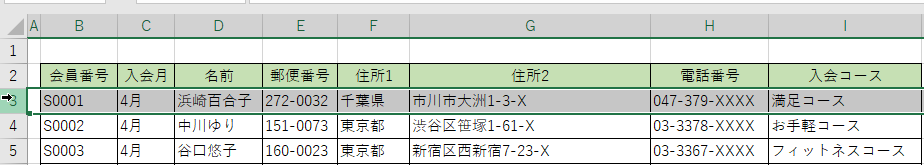 A B C D E F G H I
1
2 会員番号 入会月 名前 郵便番号 住所1 住所2 電話番号 入会コース
3 S0001 4月 浜崎百合子 272-0032 千葉県 市川市大洲1-3-X 047-379-XXXX 満足コース
4 S0002 4月 中川ゆり 151-0073 東京都 渋谷区笹塚1-61-X 03-3378-XXXX お手軽コース
5 S0003 4月 谷口悠子 160-0023 東京都 新宿区西新宿7-23-X 03-3367-XXXX フィットネスコース